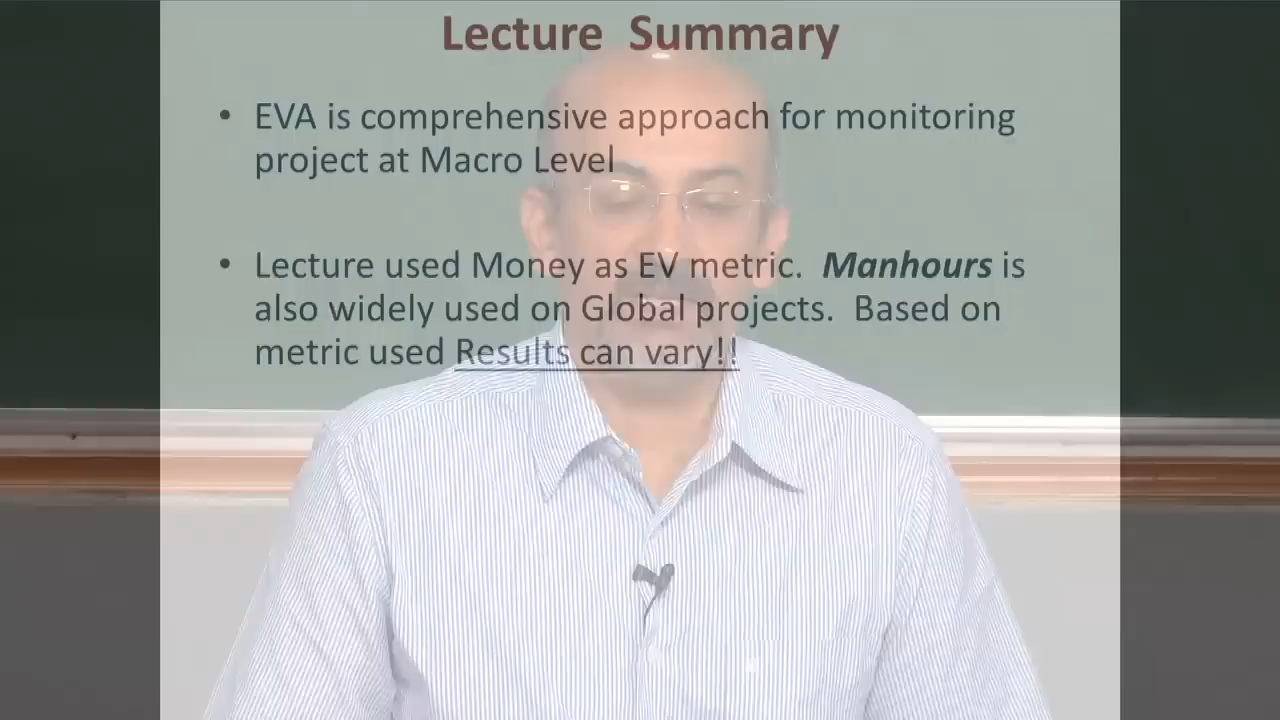 Lecture Summary
• EVA is comprehensive approach for monitoring
project at Macro Level
• Lecture used Money as EV metric. Manhours is
also widely used on Global projects. Based on
metric used Results can vary!!